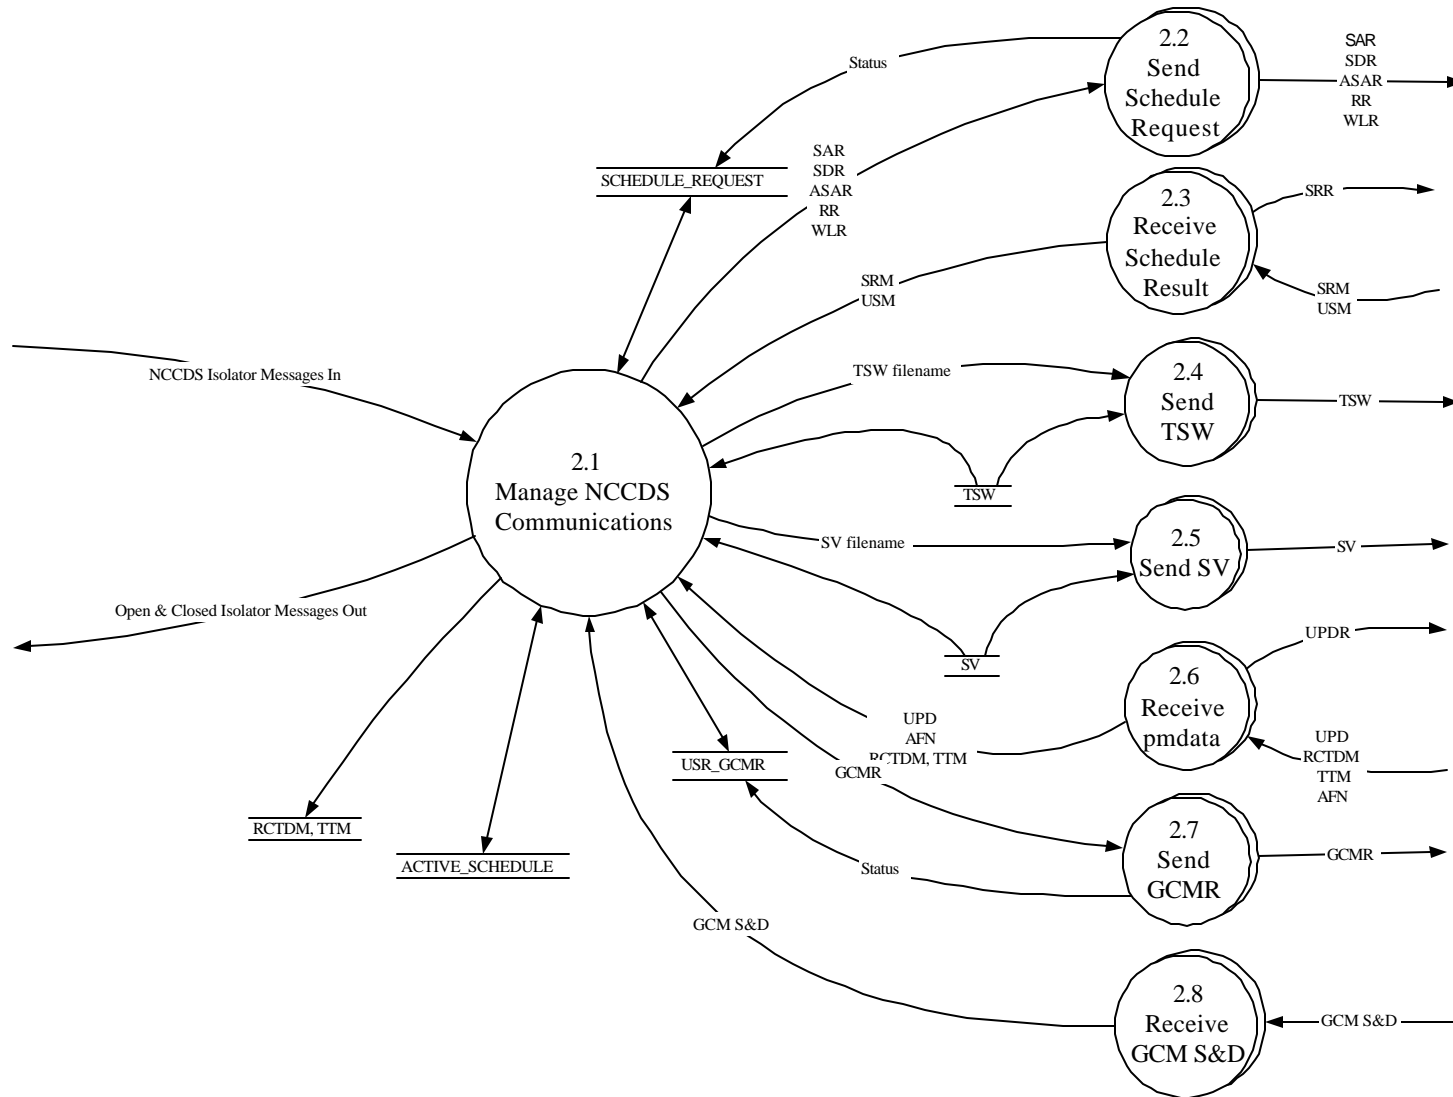 2.2
Send
Schedule
Request
SAR
SDR
ASAR
RR
WLR
Status
SAR
SDR
ASAR
RR
WLR
SCHEDULE_REQUEST
2.3
Receive
Schedule
Result
SRR
SRM
USM
SRM
USM
NCCDS Isolator Messages In
TSW filename
2.4
Send
TSW
TSW
2.1
Manage NCCDS
Communications
TSW
SV filename
2.5
Send SV
SV
Open & Closed Isolator Messages Out
SV
UPDR
2.6
Receive
pmdata
UPD
AFN
RCTDM, TTM
UPD
RCTDM
TTM
AFN
USR_GCMR
GCMR
RCTDM, TTM
ACTIVE_SCHEDULE
Status
2.7
Send
GCMR
GCMR
GCM S&D
2.8
Receive
GCM S&D
GCM S&D